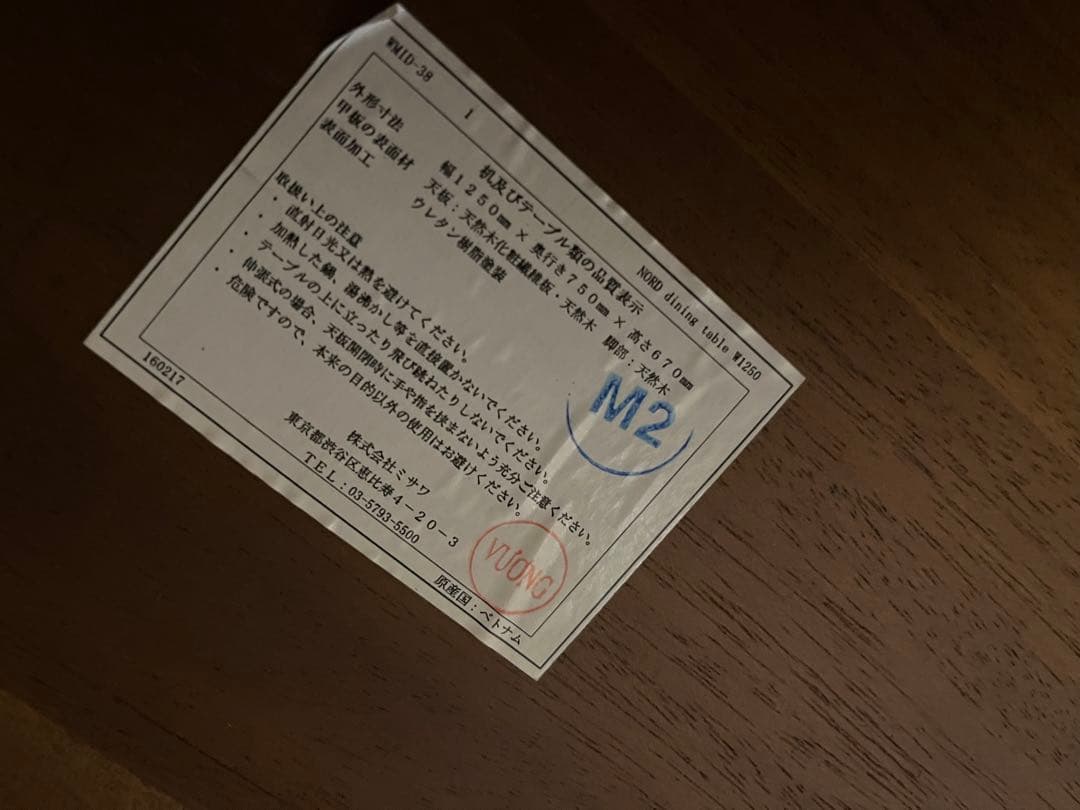 WMID-38
1
NORD dining table W1250
机及びテーブル類の品質表示
外形寸法 幅1250㎜ × 奥行き750㎜ × 高さ670㎜
甲板の表面材 天板：天然木化粧繊維板・天然木 脚部：天然木
表面加工 ウレタン樹脂塗装
取扱い上の注意
・直射日光又は熱を避けてください。
・加熱した鍋、湯沸かし等を直接置かないでください。
・テーブルの上に立ったり飛び跳ねたりしないでください。
・伸張式の場合、天板開閉時に手や指を挟まないよう充分ご注意ください。
危険ですので、本来の目的以外の使用はお避けください。
M2
株式会社ミサワ
東京都渋谷区恵比寿4－20－3
TEL：03-5793-5500
VƯƠNG
160217
原産国：ベトナム